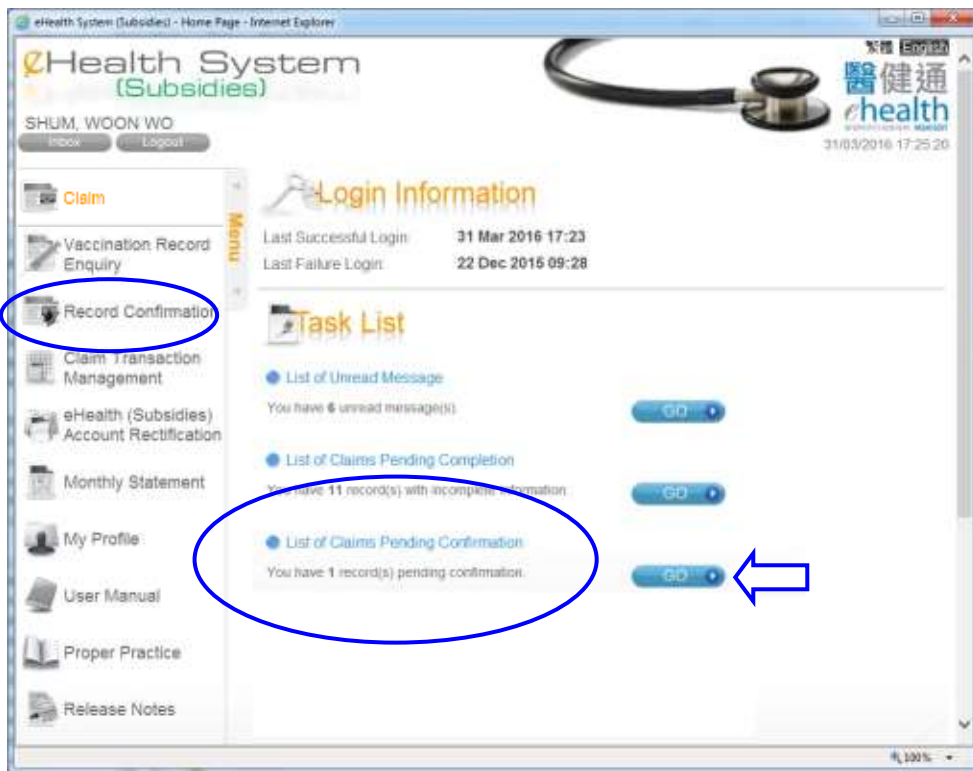 eHealth System (Subsidies) - Home Page - Internet Explorer
eHealth System
(Subsidies)
繁體 English
醫健通
ehealth
SHUM, WOON WO
Inbox Logout
31/03/2016 17:25:20
Claim
Vaccination Record
Enquiry
Record Confirmation
Claim Transaction
Management
eHealth (Subsidies)
Account Rectification
Monthly Statement
My Profile
User Manual
Proper Practice
Release Notes
Menu
Login Information
Last Successful Login: 31 Mar 2016 17:23
Last Failure Login: 22 Dec 2015 09:28
Task List
List of Unread Message
You have 6 unread message(s).
GO
List of Claims Pending Completion
You have 11 record(s) with incomplete information.
GO
List of Claims Pending Confirmation
You have 1 record(s) pending confirmation.
GO
100%